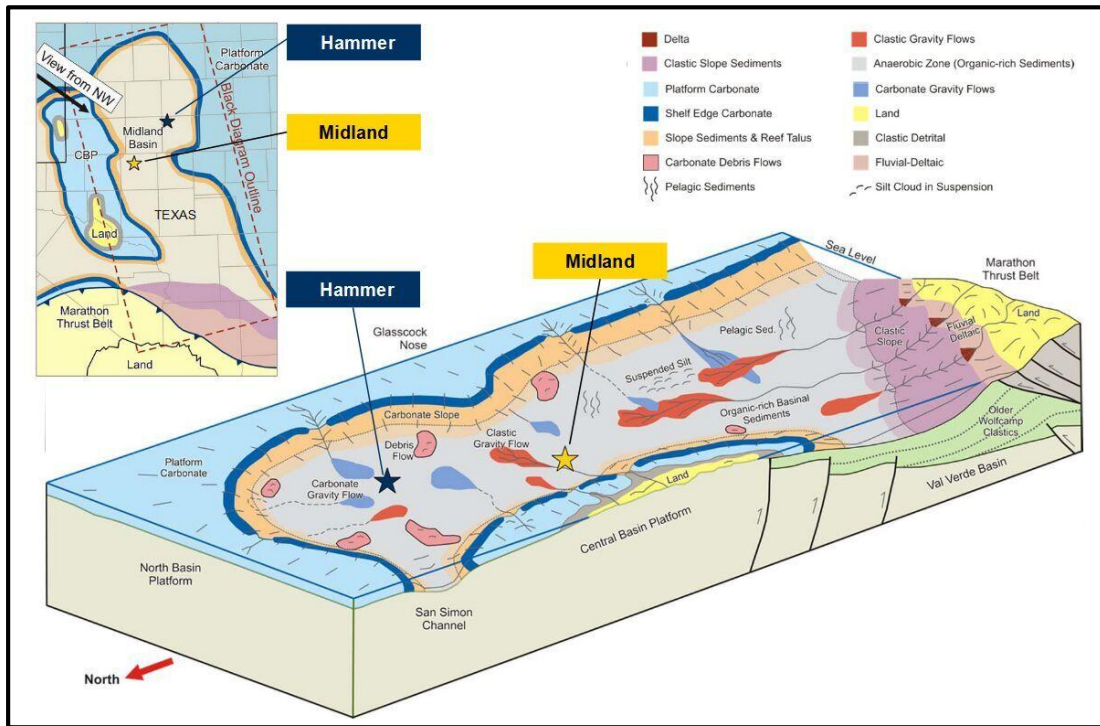 Hammer
Midland
View from NW
Platform
Carbonate
Midland
Basin
CBP
Black Diagram Outline
TEXAS
Land
Marathon
Thrust Belt
Land
Delta
Clastic Slope Sediments
Platform Carbonate
Shelf Edge Carbonate
Slope Sediments & Reef Talus
Carbonate Debris Flows
Pelagic Sediments
Clastic Gravity Flows
Anaerobic Zone (Organic-rich Sediments)
Carbonate Gravity Flows
Land
Clastic Detrital
Fluvial-Deltaic
Silt Cloud in Suspension
Hammer
Midland
Glasscock
Nose
Sea Level
Marathon
Thrust Belt
Land
Fluvial
Deltaic
Clastic
Slope
Pelagic Sed.
Suspended Silt
Organic-rich Basinal
Sediments
Older
Wolfcamp
Clastics
Carbonate Slope
Clastic
Gravity Flow
Debris
Flow
Platform
Carbonate
Carbonate
Gravity Flow
Land
Central Basin Platform
Val Verde Basin
North Basin
Platform
San Simon
Channel
North